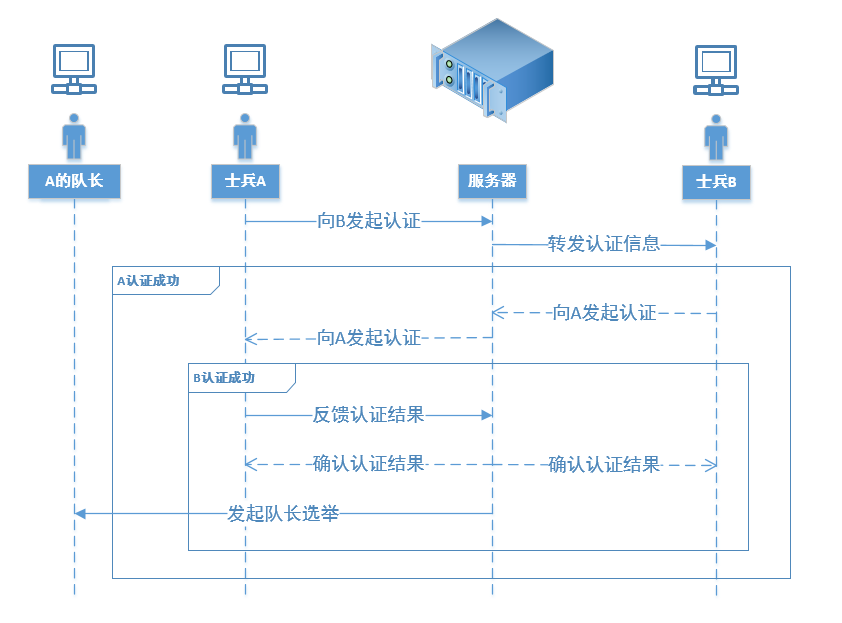 A的队长
士兵A
服务器
士兵B
向B发起认证
转发认证信息
A认证成功
向A发起认证
向A发起认证
B认证成功
反馈认证结果
确认认证结果
确认认证结果
发起队长选举